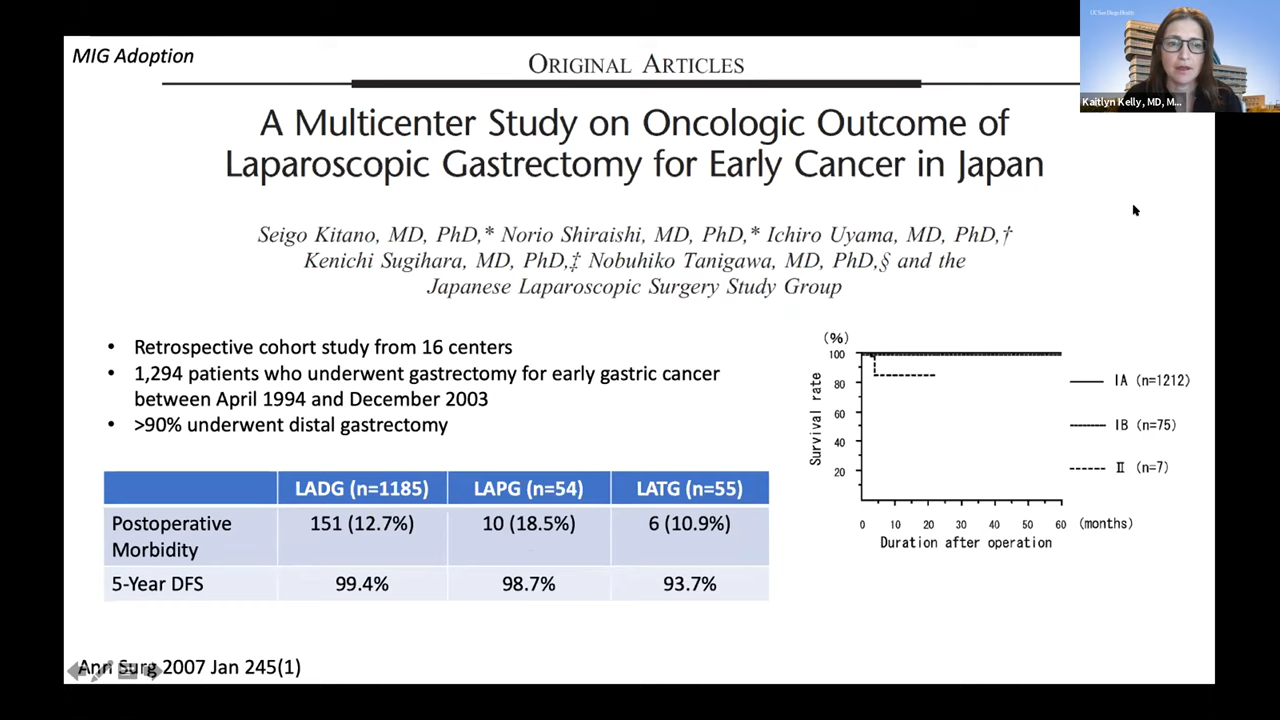 MIG Adoption
ORIGINAL ARTICLES
A Multicenter Study on Oncologic Outcome of
Laparoscopic Gastrectomy for Early Cancer in Japan
Seigo Kitano, MD, PhD,* Norio Shiraishi, MD, PhD,* Ichiro Uyama, MD, PhD,†
Kenichi Sugihara, MD, PhD,‡ Nobuhiko Tanigawa, MD, PhD,§ and the
Japanese Laparoscopic Surgery Study Group
• Retrospective cohort study from 16 centers
• 1,294 patients who underwent gastrectomy for early gastric cancer
between April 1994 and December 2003
• >90% underwent distal gastrectomy
LADG (n=1185) LAPG (n=54) LATG (n=55)
Postoperative
Morbidity 151 (12.7%) 10 (18.5%) 6 (10.9%)
5-Year DFS 99.4% 98.7% 93.7%
(%)
100
80
60
40
20
Survival rate
0 10 20 30 40 50 60 (months)
Duration after operation
IA (n=1212)
IB (n=75)
II (n=7)
Ann Surg 2007 Jan 245(1)
UC San Diego Health
Kaitlyn Kelly, MD, M...